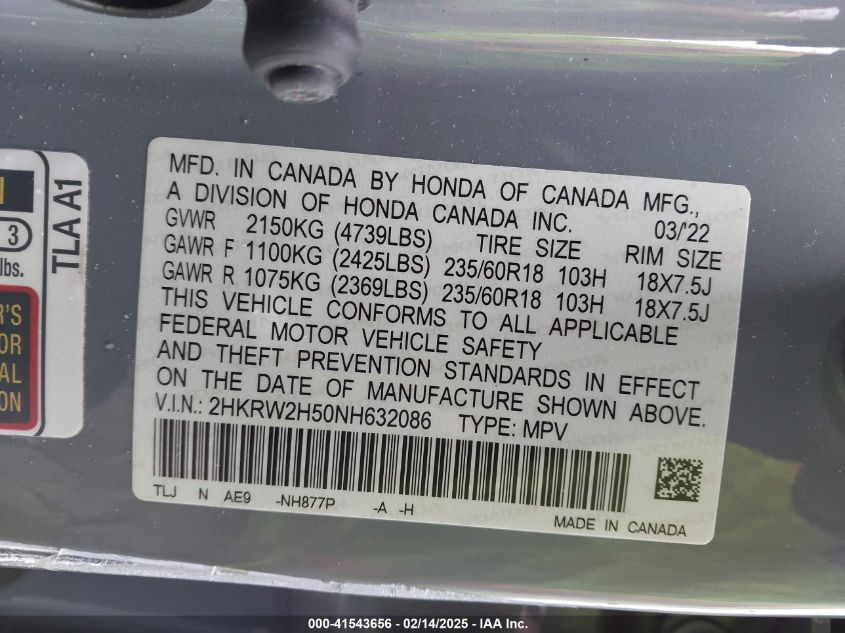 MFD. IN CANADA BY HONDA OF CANADA MFG.,
A DIVISION OF HONDA CANADA INC. 03/'22
GVWR 2150KG (4739LBS) TIRE SIZE RIM SIZE
GAWR F 1100KG (2425LBS) 235/60R18 103H 18X7.5J
GAWR R 1075KG (2369LBS) 235/60R18 103H 18X7.5J
THIS VEHICLE CONFORMS TO ALL APPLICABLE
FEDERAL MOTOR VEHICLE SAFETY
AND THEFT PREVENTION STANDARDS IN EFFECT
ON THE DATE OF MANUFACTURE SHOWN ABOVE.
V.I.N.: 2HKRW2H50NH632086 TYPE: MPV
TLJ N AE9 -NH877P -A -H
MADE IN CANADA
TLA A1
3
lbs.
000-41543656 - 02/14/2025 - IAA Inc.